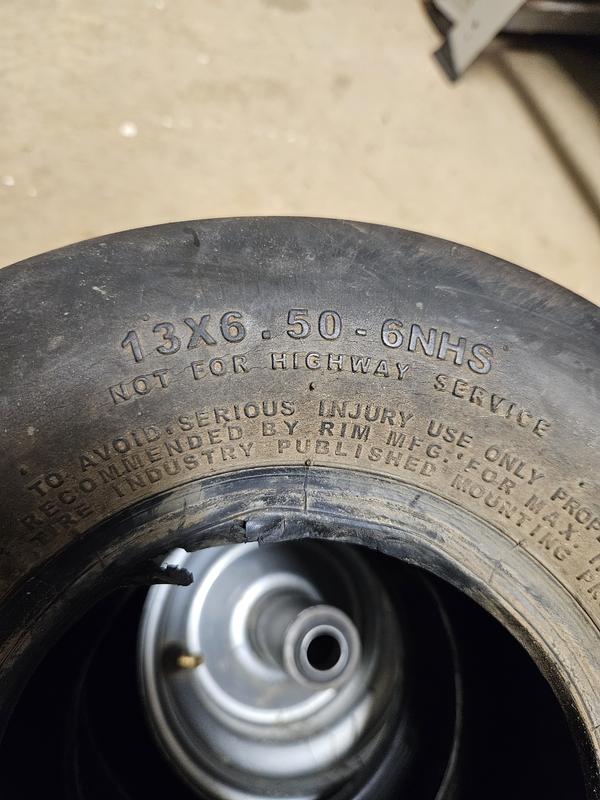 13X6.50-6NHS
NOT FOR HIGHWAY SERVICE
TO AVOID SERIOUS INJURY USE ONLY
RECOMMENDED BY RIM MFG. FOR MAX.
TIRE INDUSTRY PUBLISHED MOUNTING